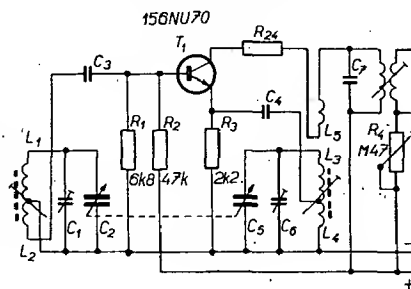 156NU70
T1 R24
C3 C7
C4
R1 R2 R3 L5 R4
M47
L1 6k8 47k 2k2 L3
C1 C2 C5 C6
L2 L4
-
+